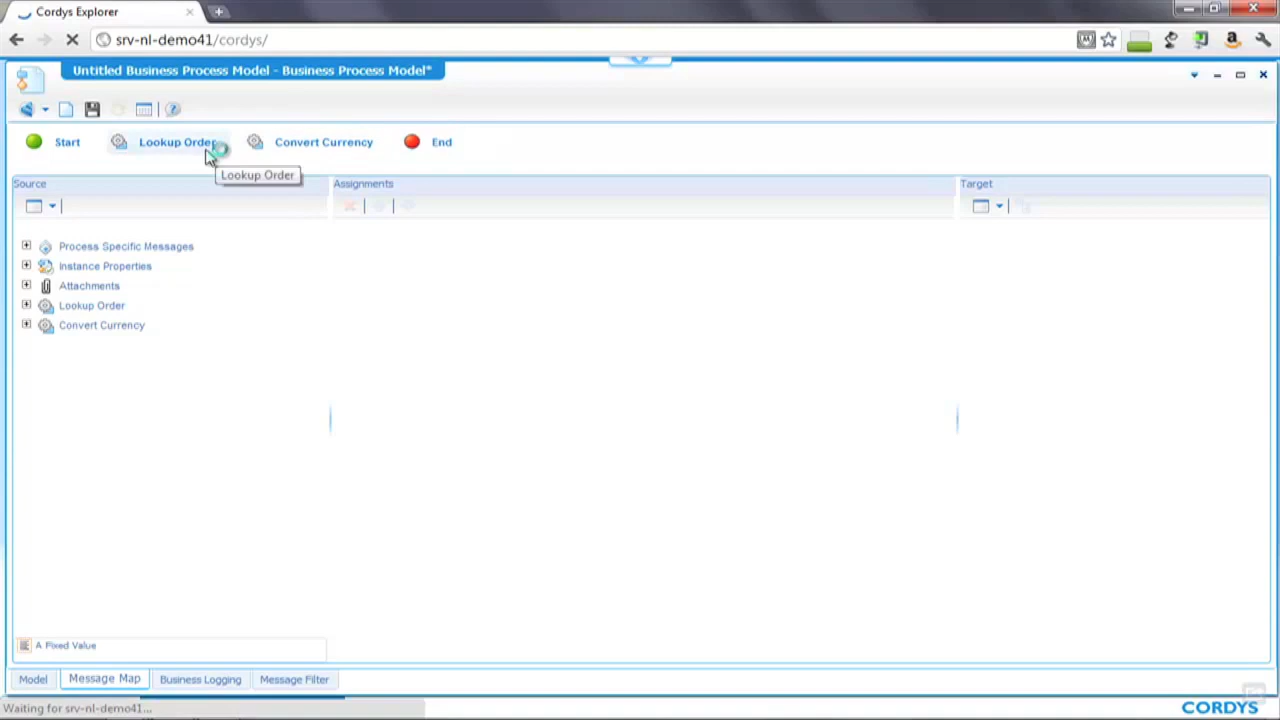 Cordys Explorer
srv-nl-demo41/cordys/
Untitled Business Process Model - Business Process Model*
Start Lookup Order Convert Currency End
Lookup Order
Source Assignments Target
Process Specific Messages
Instance Properties
Attachments
Lookup Order
Convert Currency
A Fixed Value
Model Message Map Business Logging Message Filter
Waiting for srv-nl-demo41...
CORDYS